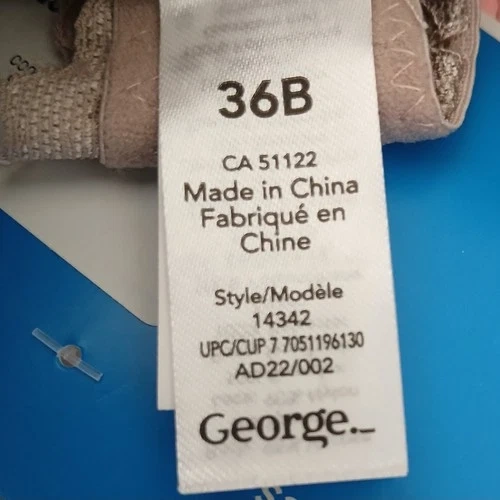 36B
CA 51122
Made in China
Fabriqué en
Chine
Style/Modèle
14342
UPC/CUP 7 7051196130
AD22/002
George.